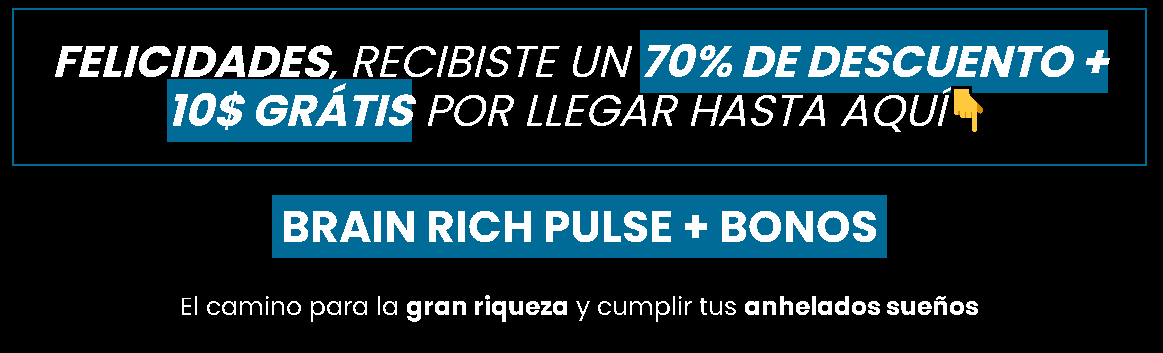 FELICIDADES, RECIBISTE UN 70% DE DESCUENTO +
10$ GRÁTIS POR LLEGAR HASTA AQUÍ👇
BRAIN RICH PULSE + BONOS
El camino para la gran riqueza y cumplir tus anhelados sueños